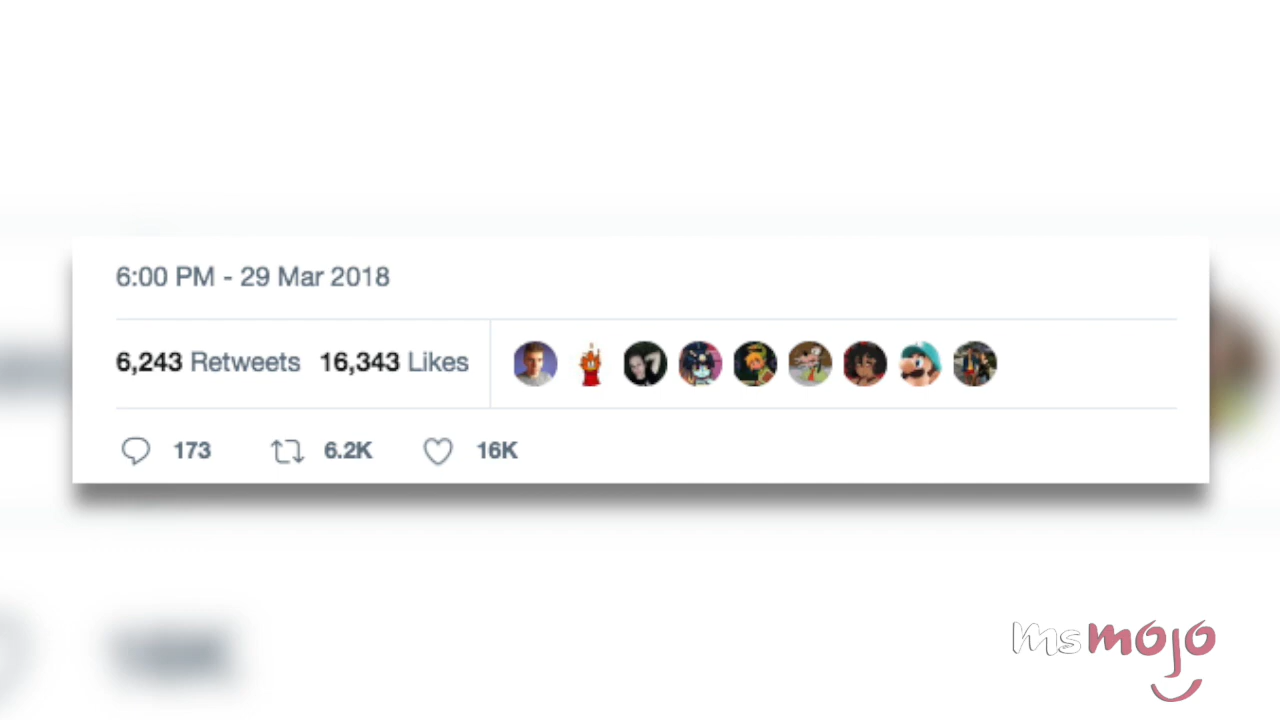 6:00 PM - 29 Mar 2018
6,243 Retweets 16,343 Likes
173 6.2K 16K
msmojo